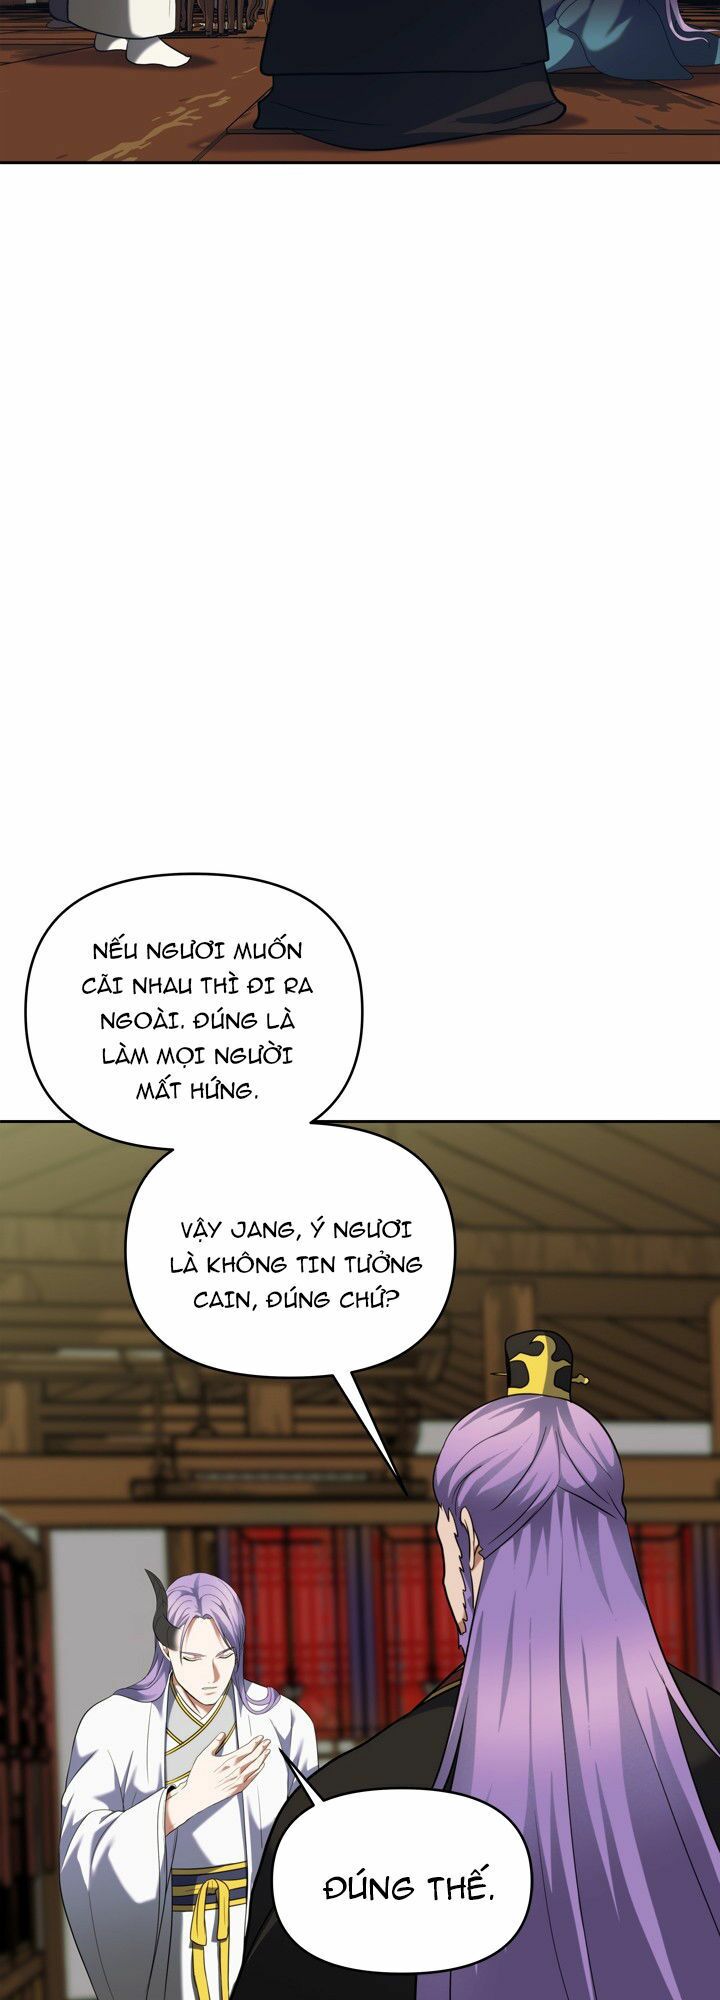 NẾU NGƯƠI MUỐN
CÃI NHAU THÌ ĐI RA
NGOÀI. ĐÚNG LÀ
LÀM MỌI NGƯỜI
MẤT HỨNG.
VẬY JANG, Ý NGƯƠI
LÀ KHÔNG TIN TƯỞNG
CAIN, ĐÚNG CHỨ?
ĐÚNG THẾ.